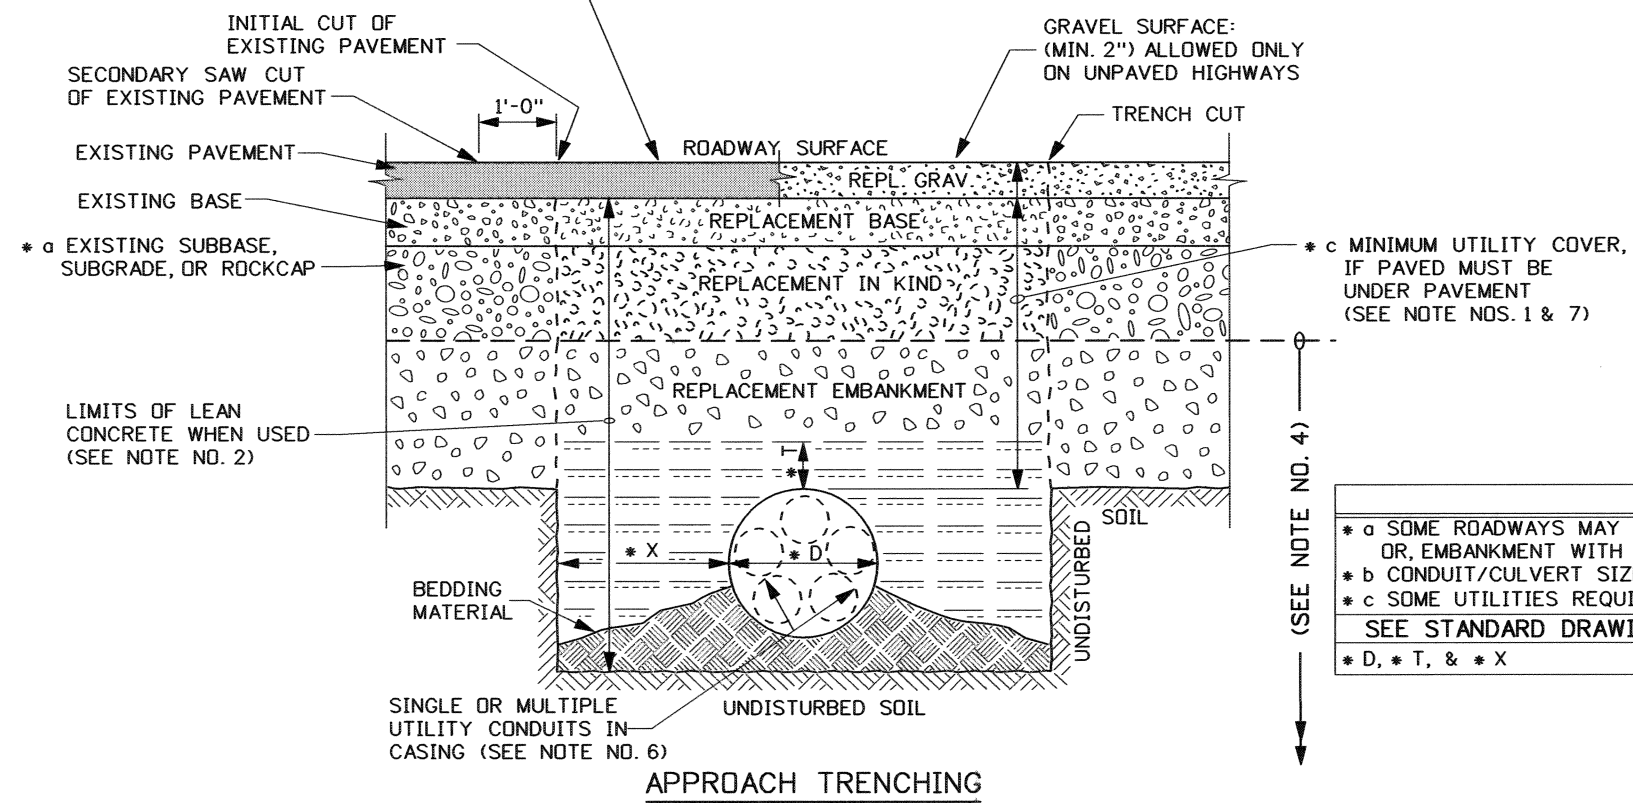 INITIAL CUT OF
EXISTING PAVEMENT
SECONDARY SAW CUT
OF EXISTING PAVEMENT
1'-0"
GRAVEL SURFACE:
(MIN. 2") ALLOWED ONLY
ON UNPAVED HIGHWAYS
TRENCH CUT
EXISTING PAVEMENT
ROADWAY SURFACE
REPL. GRAV.
EXISTING BASE
REPLACEMENT BASE
* a EXISTING SUBBASE,
SUBGRADE, OR ROCKCAP
REPLACEMENT IN KIND
* c MINIMUM UTILITY COVER,
IF PAVED MUST BE
UNDER PAVEMENT
(SEE NOTE NOS. 1 & 7)
REPLACEMENT EMBANKMENT
LIMITS OF LEAN
CONCRETE WHEN USED
(SEE NOTE NO. 2)
* T
(SEE NOTE NO. 4)
SOIL
UNDISTURBED
* X
* D
BEDDING
MATERIAL
* a SOME ROADWAYS MAY
OR, EMBANKMENT WITH
* b CONDUIT/CULVERT SIZ
* c SOME UTILITIES REQUI
SEE STANDARD DRAWI
* D, * T, & * X
SINGLE OR MULTIPLE
UTILITY CONDUITS IN
CASING (SEE NOTE NO. 6)
UNDISTURBED SOIL
APPROACH TRENCHING